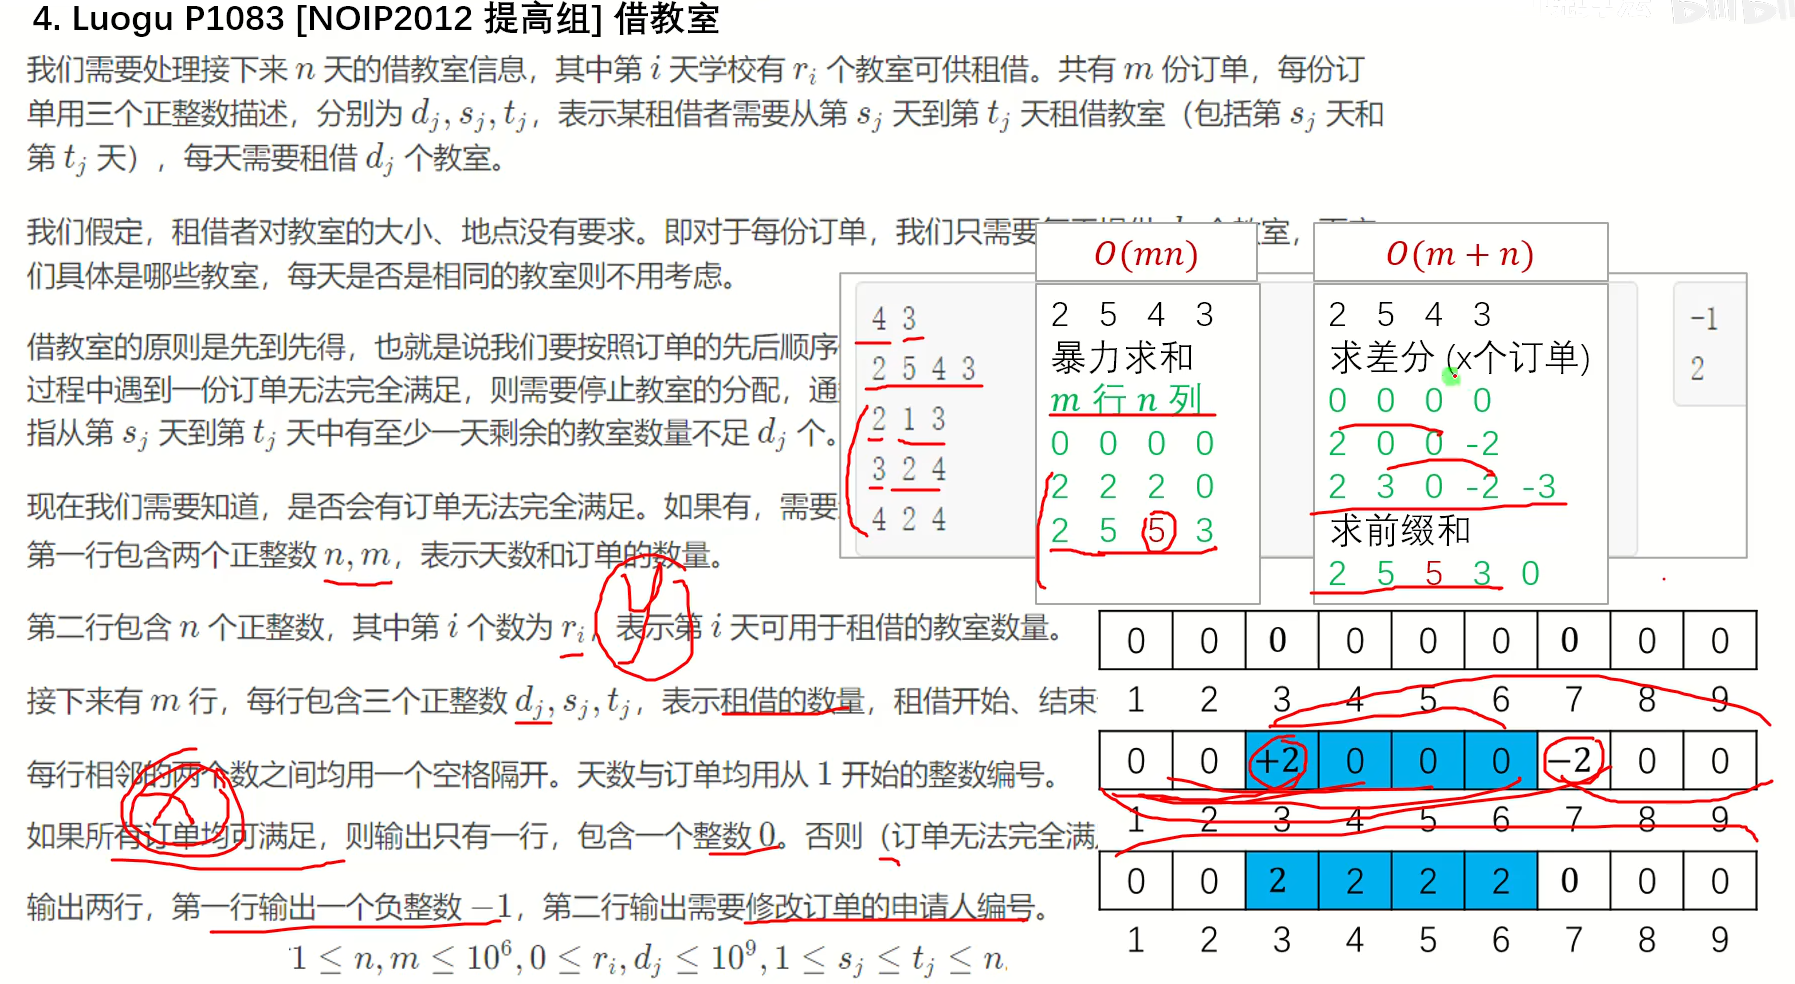 4. Luogu P1083 [NOIP2012 提高组] 借教室
我们需要处理接下来 n 天的借教室信息，其中第 i 天学校有 r_i 个教室可供租借。共有 m 份订单，每份订
单用三个正整数描述，分别为 d_j, s_j, t_j，表示某租借者需要从第 s_j 天到第 t_j 天租借教室（包括第 s_j 天和
第 t_j 天），每天需要租借 d_j 个教室。
我们假定，租借者对教室的大小、地点没有要求。即对于每份订单，我们只需要
们具体是哪些教室，每天是否是相同的教室则不用考虑。
借教室的原则是先到先得，也就是说我们要按照订单的先后顺序
过程中遇到一份订单无法完全满足，则需要停止教室的分配，通
指从第 s_j 天到第 t_j 天中有至少一天剩余的教室数量不足 d_j 个。
现在我们需要知道，是否会有订单无法完全满足。如果有，需要
第一行包含两个正整数 n, m，表示天数和订单的数量。
第二行包含 n 个正整数，其中第 i 个数为 r_i，表示第 i 天可用于租借的教室数量。
接下来有 m 行，每行包含三个正整数 d_j, s_j, t_j，表示租借的数量，租借开始、结束
每行相邻的两个数之间均用一个空格隔开。天数与订单均用从 1 开始的整数编号。
如果所有订单均可满足，则输出只有一行，包含一个整数 0。否则（订单无法完全满
输出两行，第一行输出一个负整数 −1，第二行输出需要修改订单的申请人编号。
1 ≤ n, m ≤ 10^6, 0 ≤ r_i, d_j ≤ 10^9, 1 ≤ s_j ≤ t_j ≤ n
4 3
2 5 4 3
2 1 3
3 2 4
4 2 4
O(mn)
2 5 4 3
暴力求和
m 行 n 列
0 0 0 0
2 2 2 0
2 5 5 3
O(m + n)
2 5 4 3
求差分 (x个订单)
0 0 0 0
2 0 0 -2
2 3 0 -2 -3
求前缀和
2 5 5 3 0
-1
2
0 0 0 0 0 0 0 0 0
1 2 3 4 5 6 7 8 9
0 0 +2 0 0 0 −2 0 0
1 2 3 4 5 6 7 8 9
0 0 2 2 2 2 0 0 0
1 2 3 4 5 6 7 8 9